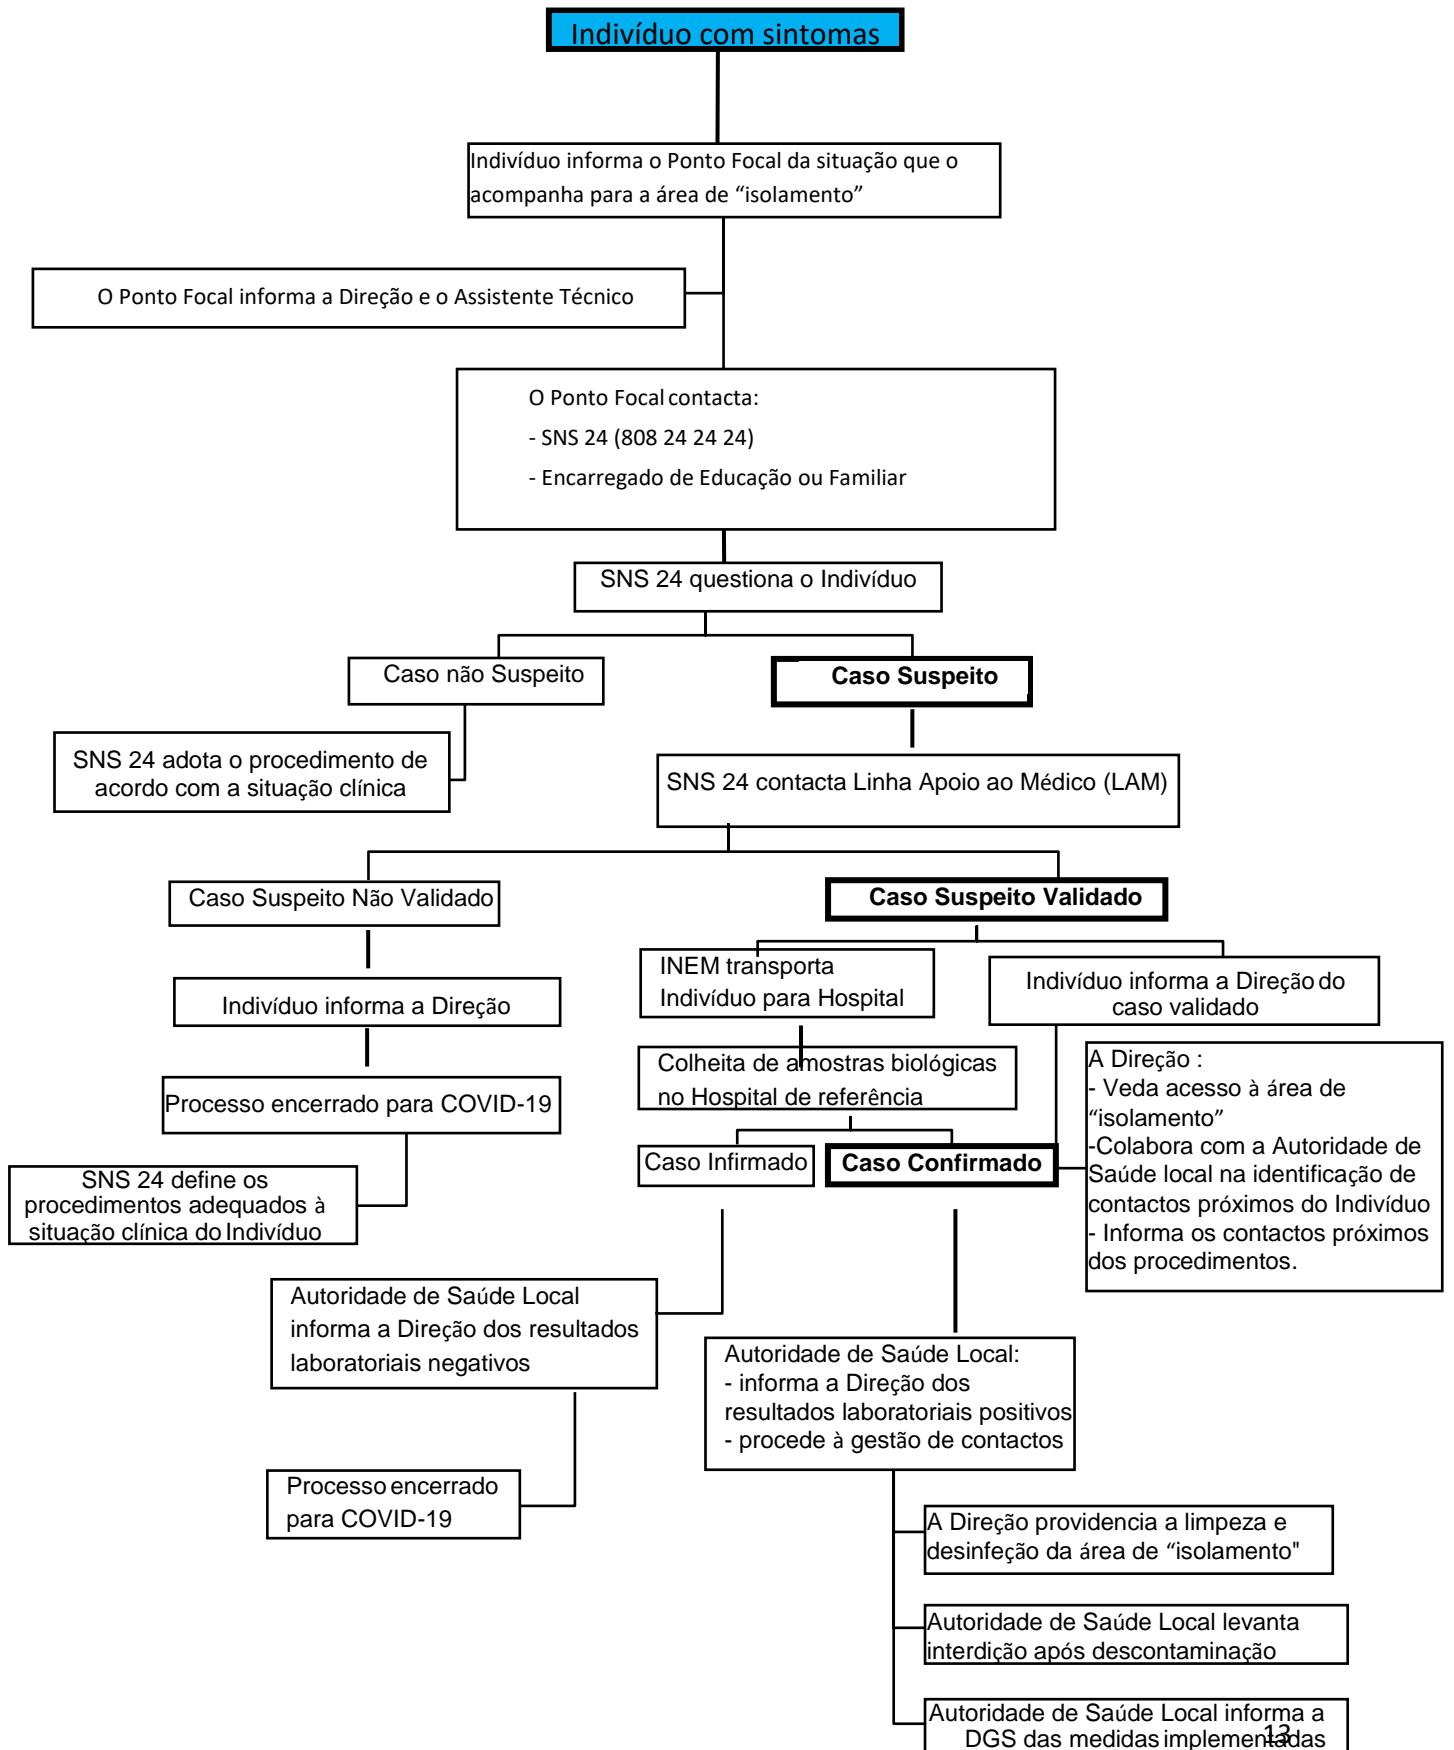 Indivíduo com sintomas
Indivíduo informa o Ponto Focal da situação que o
acompanha para a área de “isolamento”
O Ponto Focal informa a Direção e o Assistente Técnico
O Ponto Focal contacta:
- SNS 24 (808 24 24 24)
- Encarregado de Educação ou Familiar
SNS 24 questiona o Indivíduo
Caso não Suspeito
Caso Suspeito
SNS 24 adota o procedimento de
acordo com a situação clínica
SNS 24 contacta Linha Apoio ao Médico (LAM)
Caso Suspeito Não Validado
Caso Suspeito Validado
Indivíduo informa a Direção
INEM transporta
Indivíduo para Hospital
Indivíduo informa a Direção do
caso validado
Processo encerrado para COVID-19
Colheita de amostras biológicas
no Hospital de referência
A Direção :
- Veda acesso à área de
“isolamento”
-Colabora com a Autoridade de
Saúde local na identificação de
contactos próximos do Indivíduo
- Informa os contactos próximos
dos procedimentos.
SNS 24 define os
procedimentos adequados à
situação clínica do Indivíduo
Caso Infirmado
Caso Confirmado
Autoridade de Saúde Local
informa a Direção dos resultados
laboratoriais negativos
Autoridade de Saúde Local:
- informa a Direção dos
resultados laboratoriais positivos
- procede à gestão de contactos
Processo encerrado
para COVID-19
A Direção providencia a limpeza e
desinfeção da área de “isolamento"
Autoridade de Saúde Local levanta
interdição após descontaminação
Autoridade de Saúde Local informa a
DGS das medidas implementadas
13